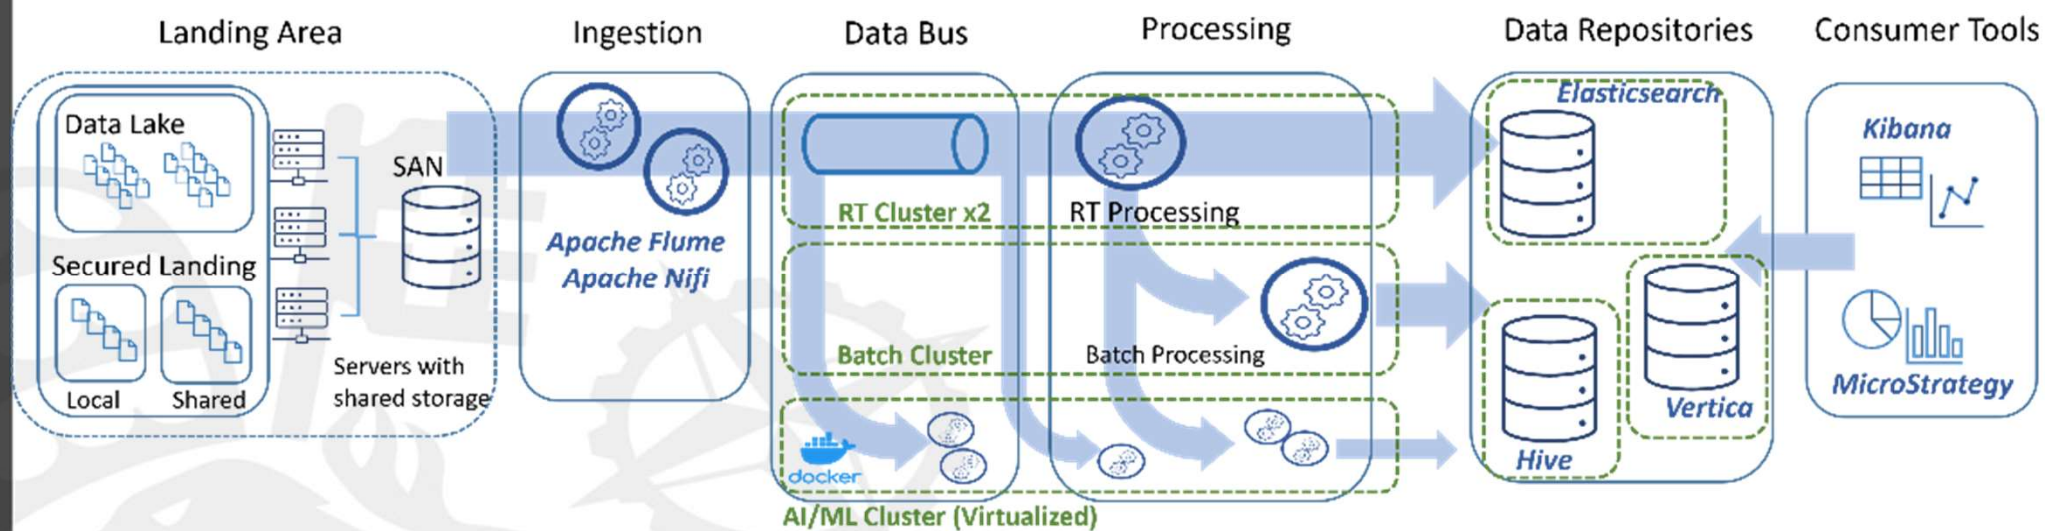 Landing Area
Ingestion
Data Bus
Processing
Data Repositories
Consumer Tools
Data Lake
SAN
Secured Landing
Local
Shared
Servers with
shared storage
Apache Flume
Apache Nifi
RT Cluster x2
RT Processing
Batch Cluster
Batch Processing
docker
AI/ML Cluster (Virtualized)
Elasticsearch
Hive
Vertica
Kibana
MicroStrategy